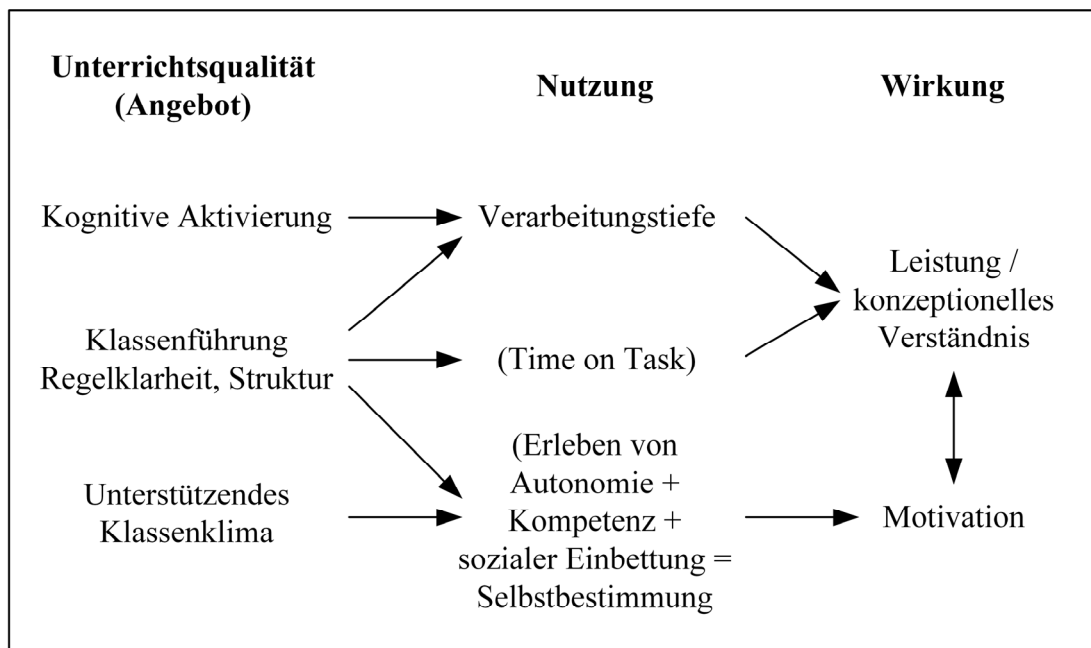 Unterrichtsqualität
(Angebot)
Nutzung
Wirkung
Kognitive Aktivierung
Verarbeitungstiefe
Leistung /
konzeptionelles
Verständnis
Klassenführung
Regelklarheit, Struktur
(Time on Task)
Unterstützendes
Klassenklima
(Erleben von
Autonomie +
Kompetenz +
sozialer Einbettung =
Selbstbestimmung
Motivation